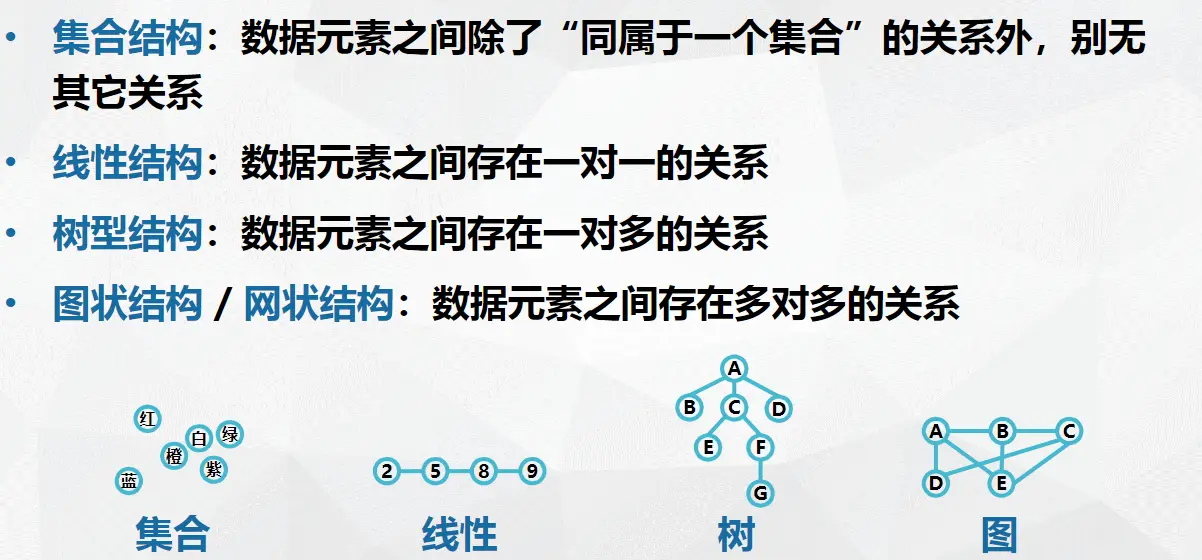 • 集合结构：数据元素之间除了“同属于一个集合”的关系外，别无
其它关系
• 线性结构：数据元素之间存在一对一的关系
• 树型结构：数据元素之间存在一对多的关系
• 图状结构 / 网状结构：数据元素之间存在多对多的关系
红
白 绿
橙
紫
蓝
集合
2 5 8 9
线性
A
B C D
E F
G
树
A B C
D E
图